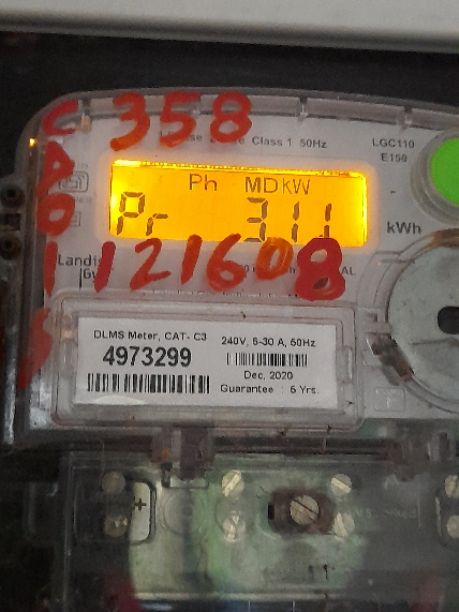 358
Class 1 50Hz
LGC110
E150
Ph MD kW
Pr 311
kWh
Landis
121608
DLMS Meter, CAT- C3
4973299
240V, 5-30 A, 50Hz
Dec, 2020
Guarantee : 5 Yrs.